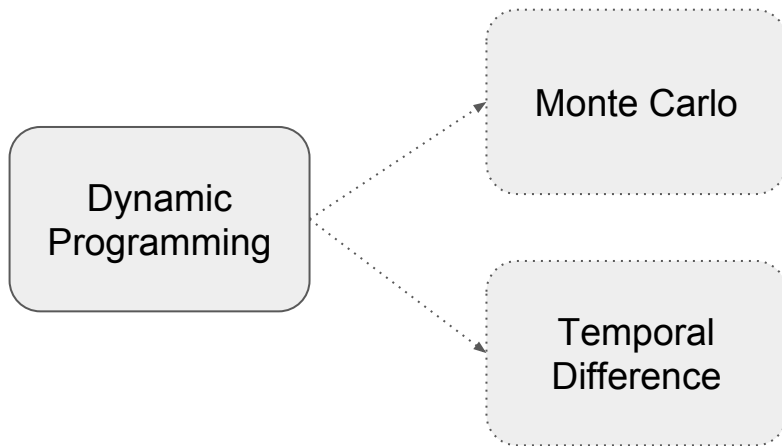 Dynamic
Programming
Monte Carlo
Temporal
Difference